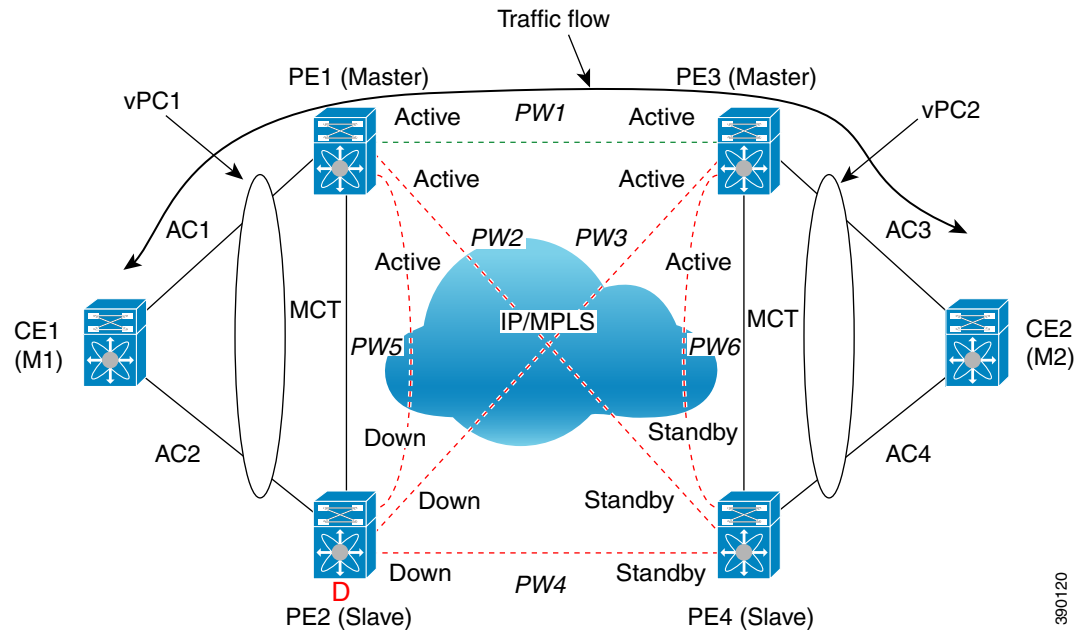 Traffic flow
PE1 (Master)
PE3 (Master)
vPC1
vPC2
Active
PW1
Active
Active
Active
AC1
AC3
PW2
PW3
Active
Active
MCT
MCT
IP/MPLS
CE1
(M1)
CE2
(M2)
PW5
PW6
Down
Standby
AC2
AC4
Down
Standby
Down
Standby
PW4
D
PE2 (Slave)
PE4 (Slave)
390120